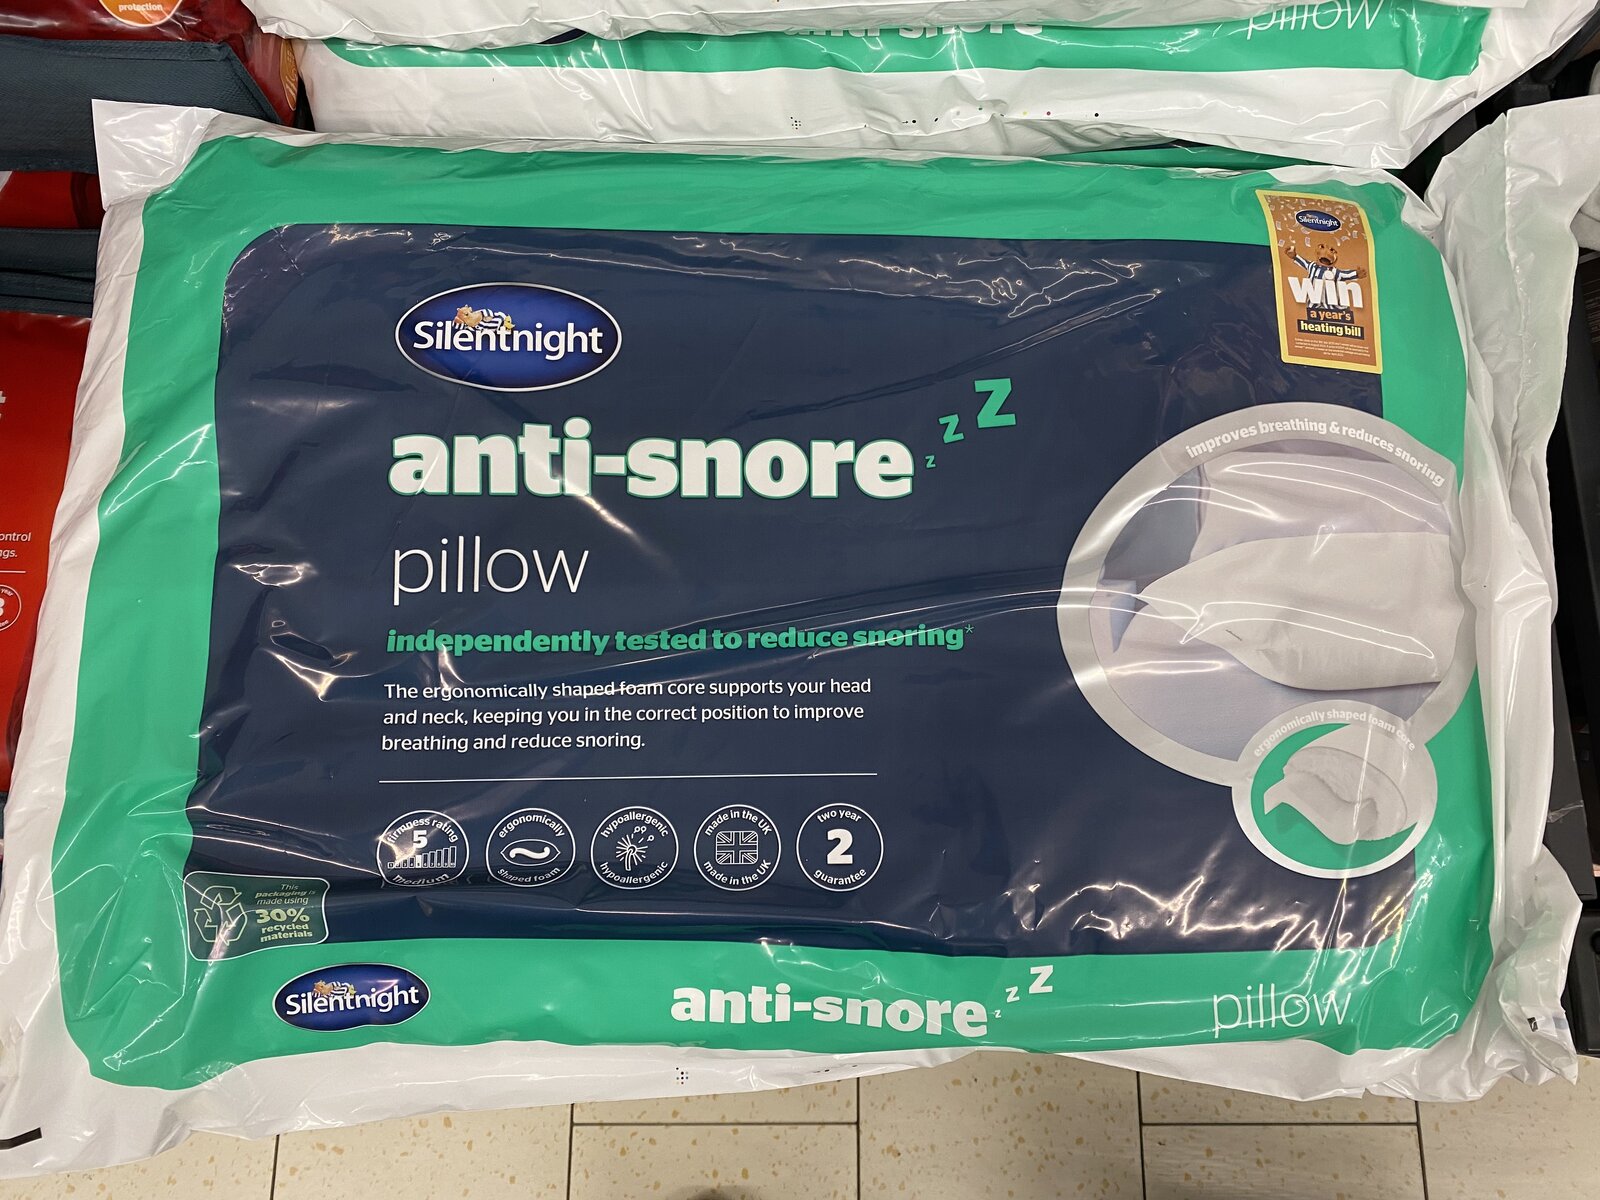 protection
anti-snore
pillow
Silentnight
win
a year's
heating bill
Silentnight
anti-snore z z z
pillow
independently tested to reduce snoring*
The ergonomically shaped foam core supports your head
and neck, keeping you in the correct position to improve
breathing and reduce snoring.
improves breathing & reduces snoring
ergonomically shaped foam core
firmness rating
5
medium
ergonomically
shaped foam
hypoallergenic
hypoallergenic
made in the UK
made in the UK
two year
2
guarantee
This
packaging is
made using
30%
recycled
materials
Silentnight
anti-snore z z z
pillow